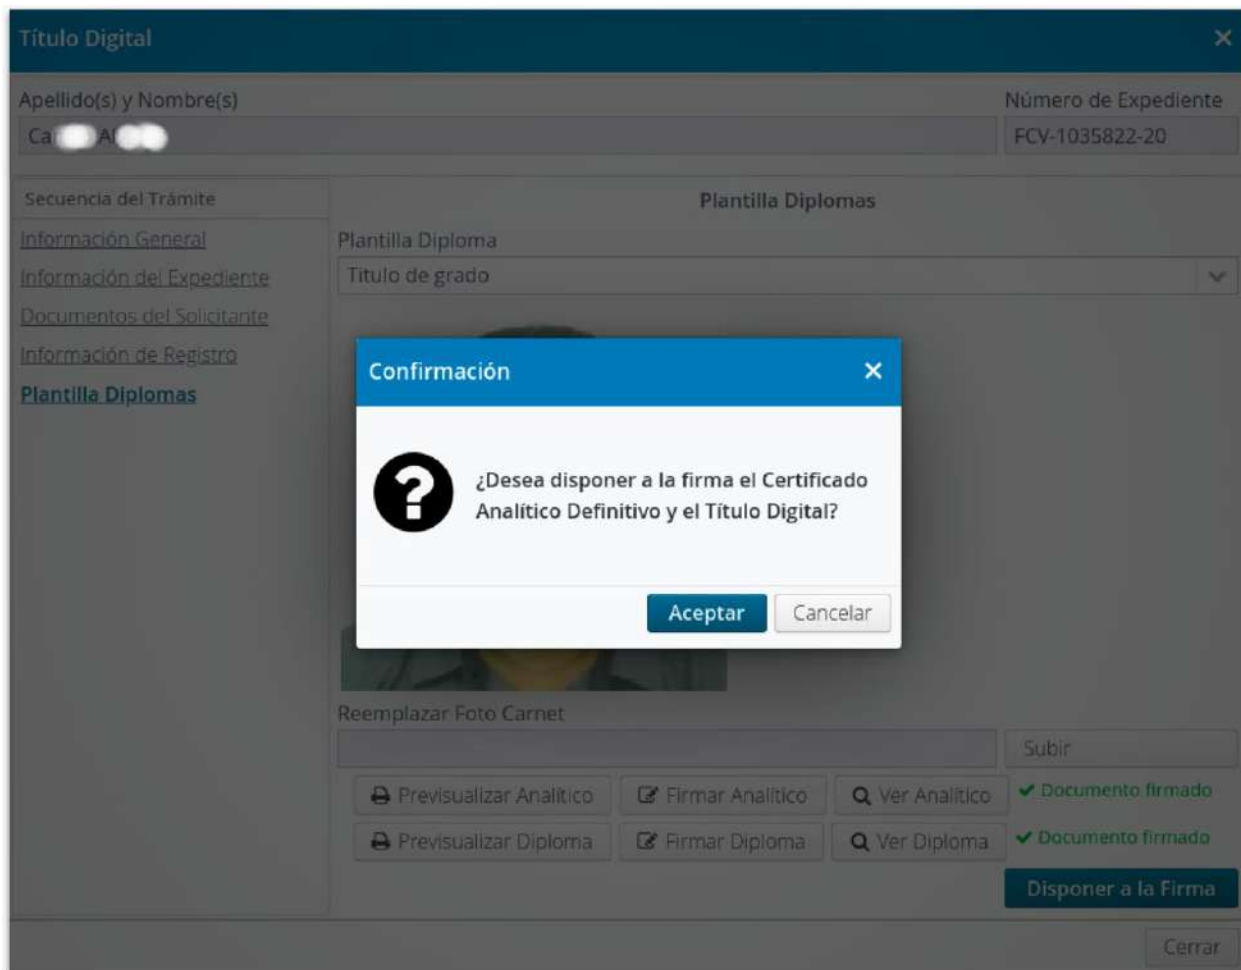 Título Digital
Apellido(s) y Nombre(s)
Número de Expediente
FCV-1035822-20
Secuencia del Trámite
Información General
Información del Expediente
Documentos del Solicitante
Información de Registro
Plantilla Diplomas
Plantilla Diplomas
Plantilla Diploma
Titulo de grado
Confirmación
¿Desea disponer a la firma el Certificado
Analítico Definitivo y el Título Digital?
Aceptar Cancelar
Reemplazar Foto Carnet
Subir
Previsualizar Analítico Firmar Analítico Ver Analítico Documento firmado
Previsualizar Diploma Firmar Diploma Ver Diploma Documento firmado
Disponer a la Firma
Cerrar